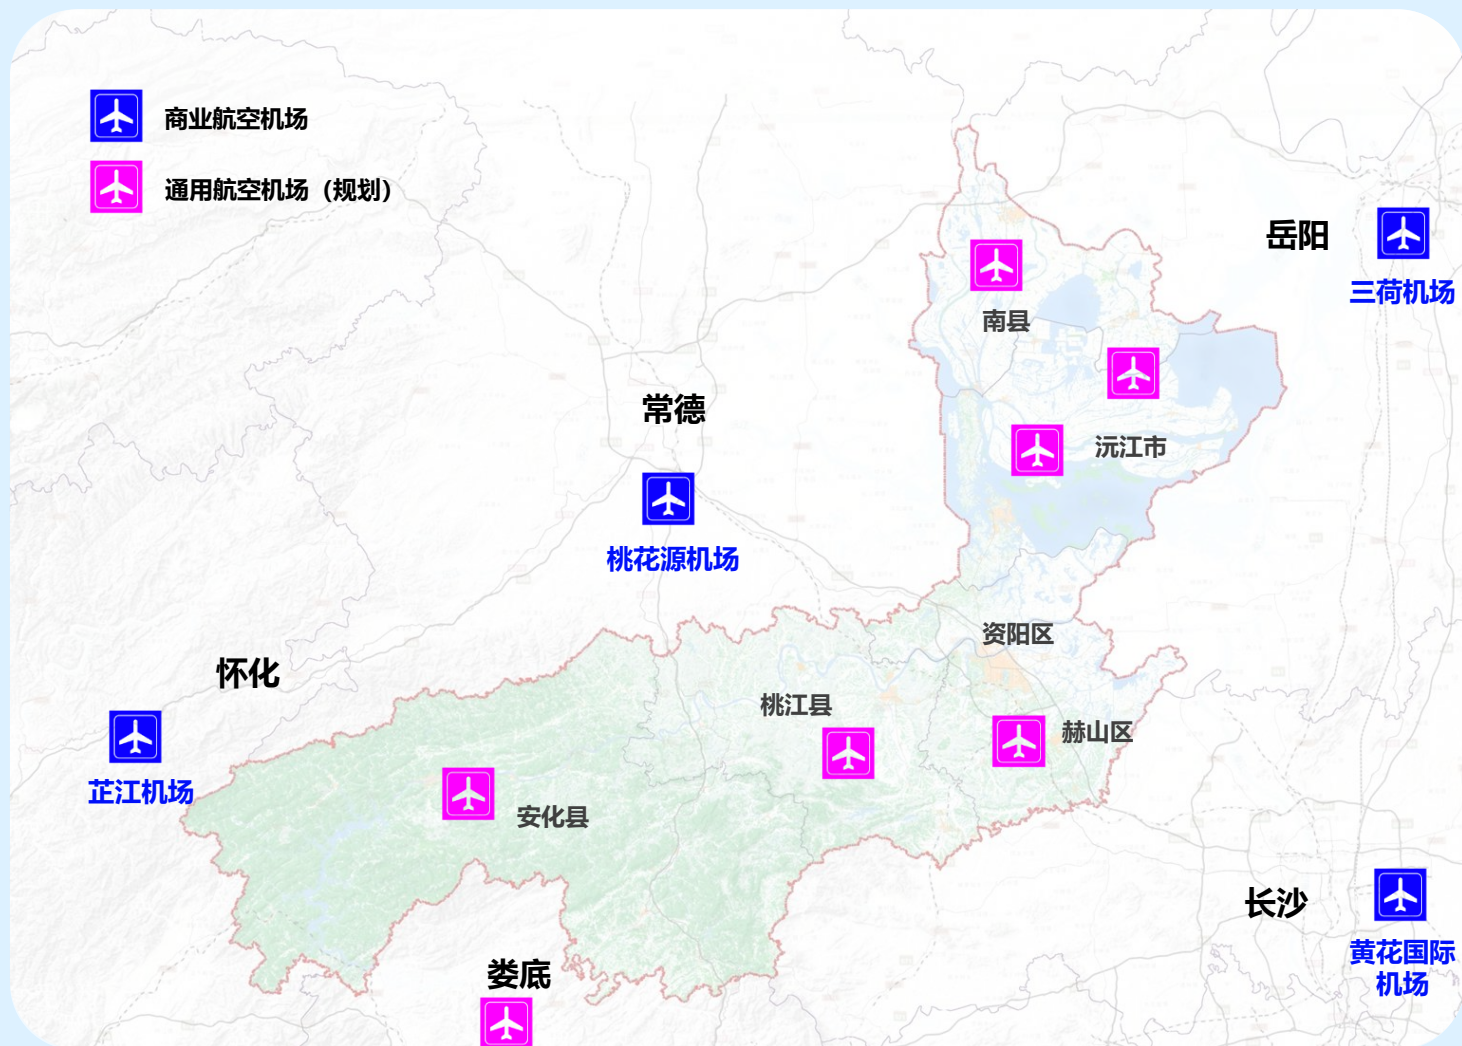 商业航空机场
通用航空机场（规划）
岳阳
三荷机场
南县
常德
沅江市
桃花源机场
资阳区
怀化
桃江县
赫山区
芷江机场
安化县
长沙
黄花国际
机场
娄底